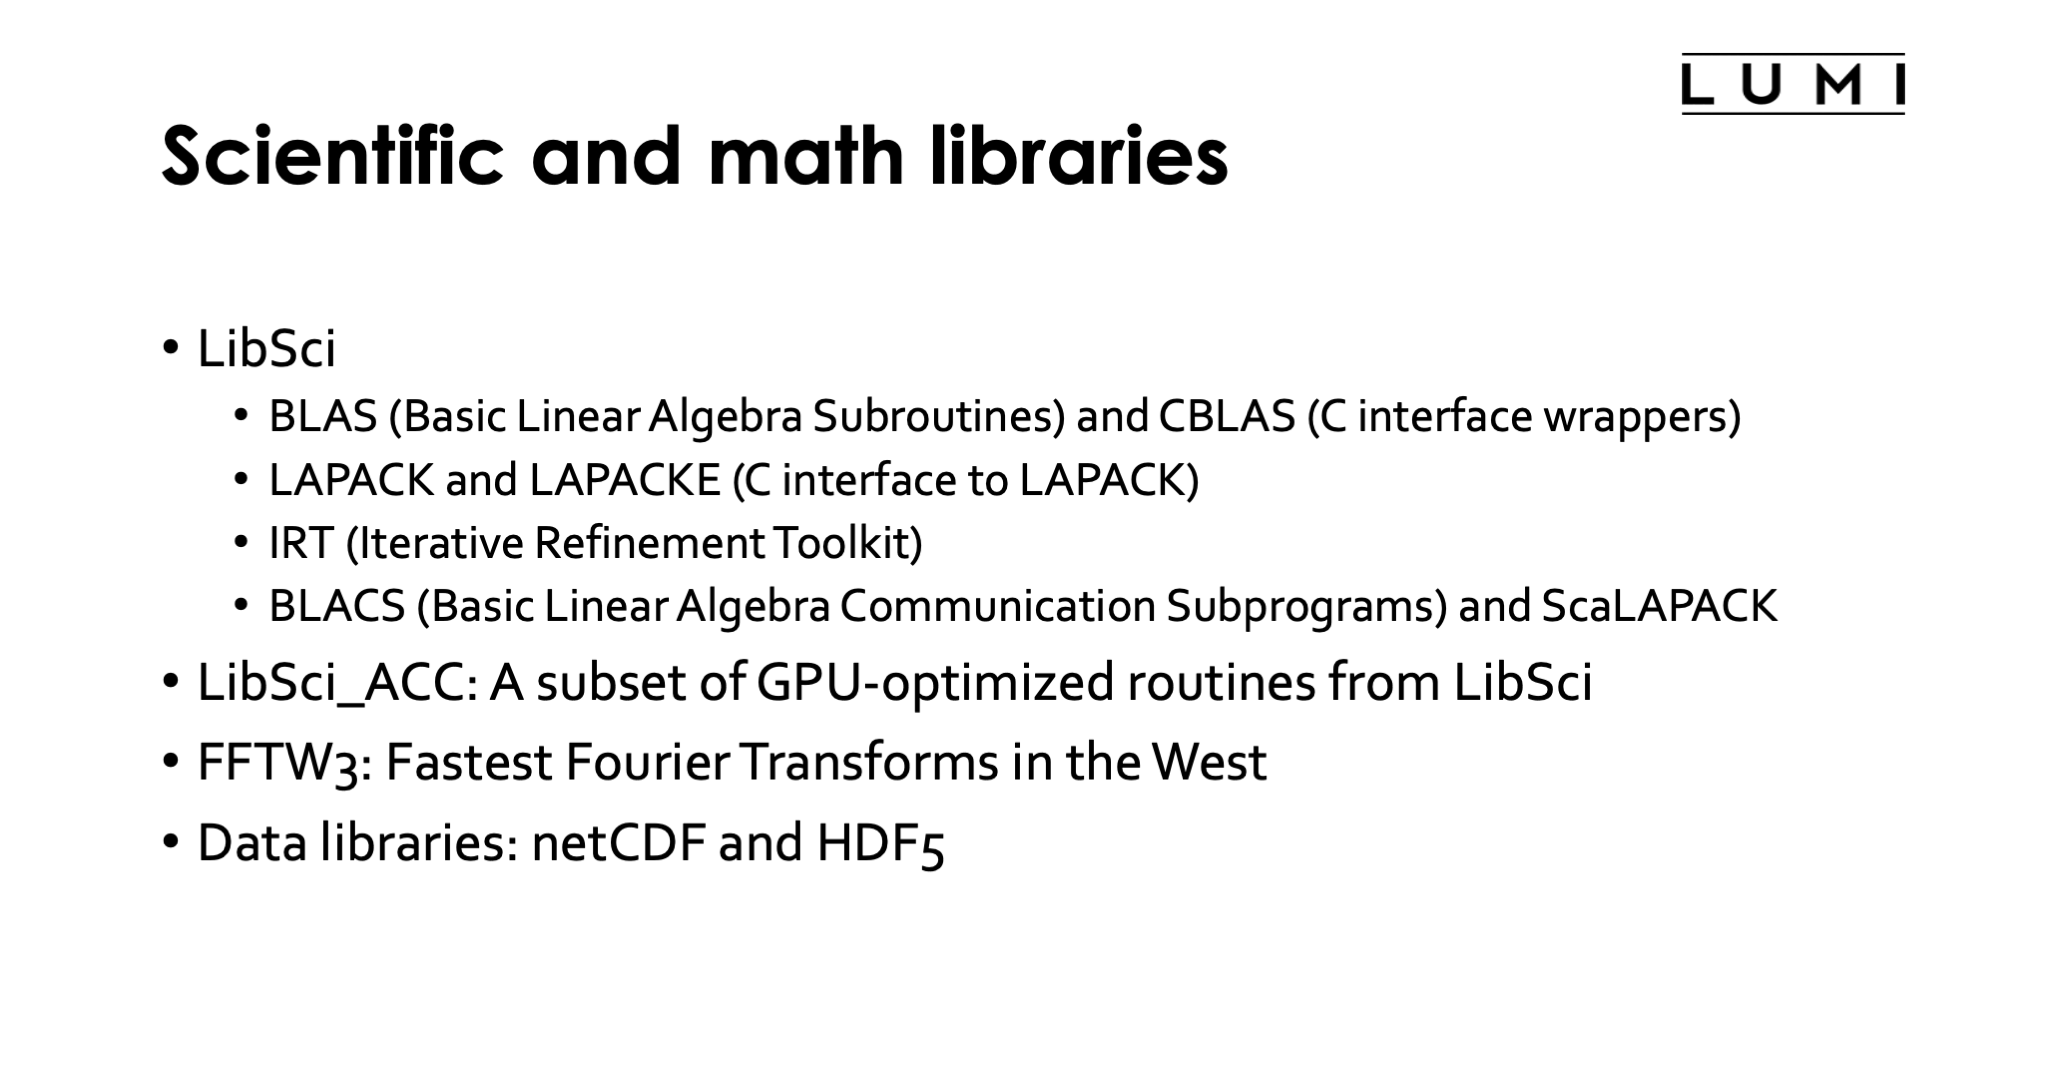 LUMI
Scientific and math libraries
• LibSci
• BLAS (Basic Linear Algebra Subroutines) and CBLAS (C interface wrappers)
• LAPACK and LAPACKE (C interface to LAPACK)
• IRT (Iterative Refinement Toolkit)
• BLACS (Basic Linear Algebra Communication Subprograms) and ScaLAPACK
• LibSci_ACC: A subset of GPU-optimized routines from LibSci
• FFTW3: Fastest Fourier Transforms in the West
• Data libraries: netCDF and HDF5